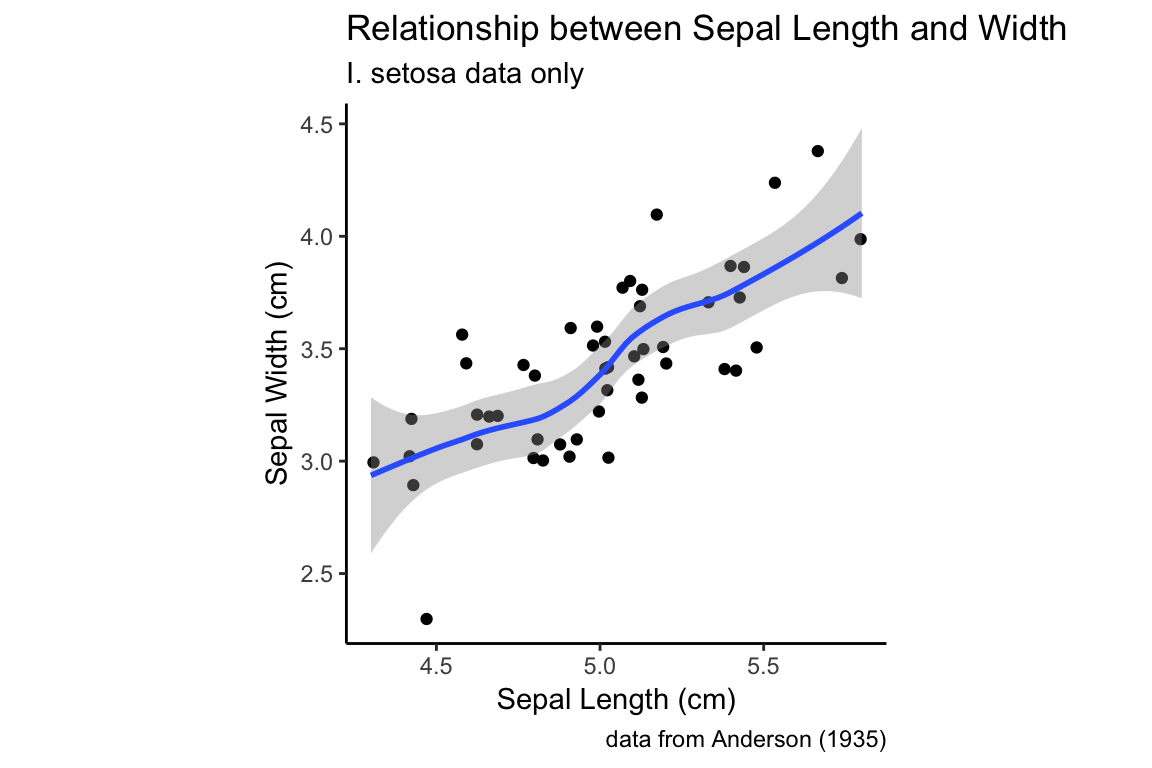 Relationship between Sepal Length and Width
I. setosa data only
4.5
4.0
3.5
3.0
2.5
Sepal Width (cm)
4.5 5.0 5.5
Sepal Length (cm)
data from Anderson (1935)